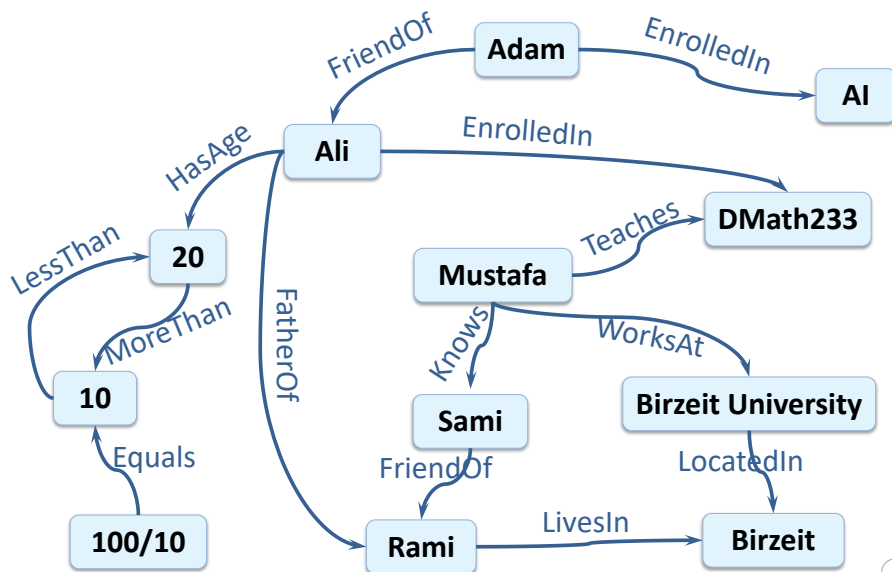 FriendOf
Adam
EnrolledIn
AI
HasAge
Ali
EnrolledIn
LessThan
20
Teaches
DMath233
MoreThan
FatherOf
Mustafa
Knows
WorksAt
10
Sami
Birzeit University
Equals
FriendOf
LocatedIn
100/10
Rami
LivesIn
Birzeit